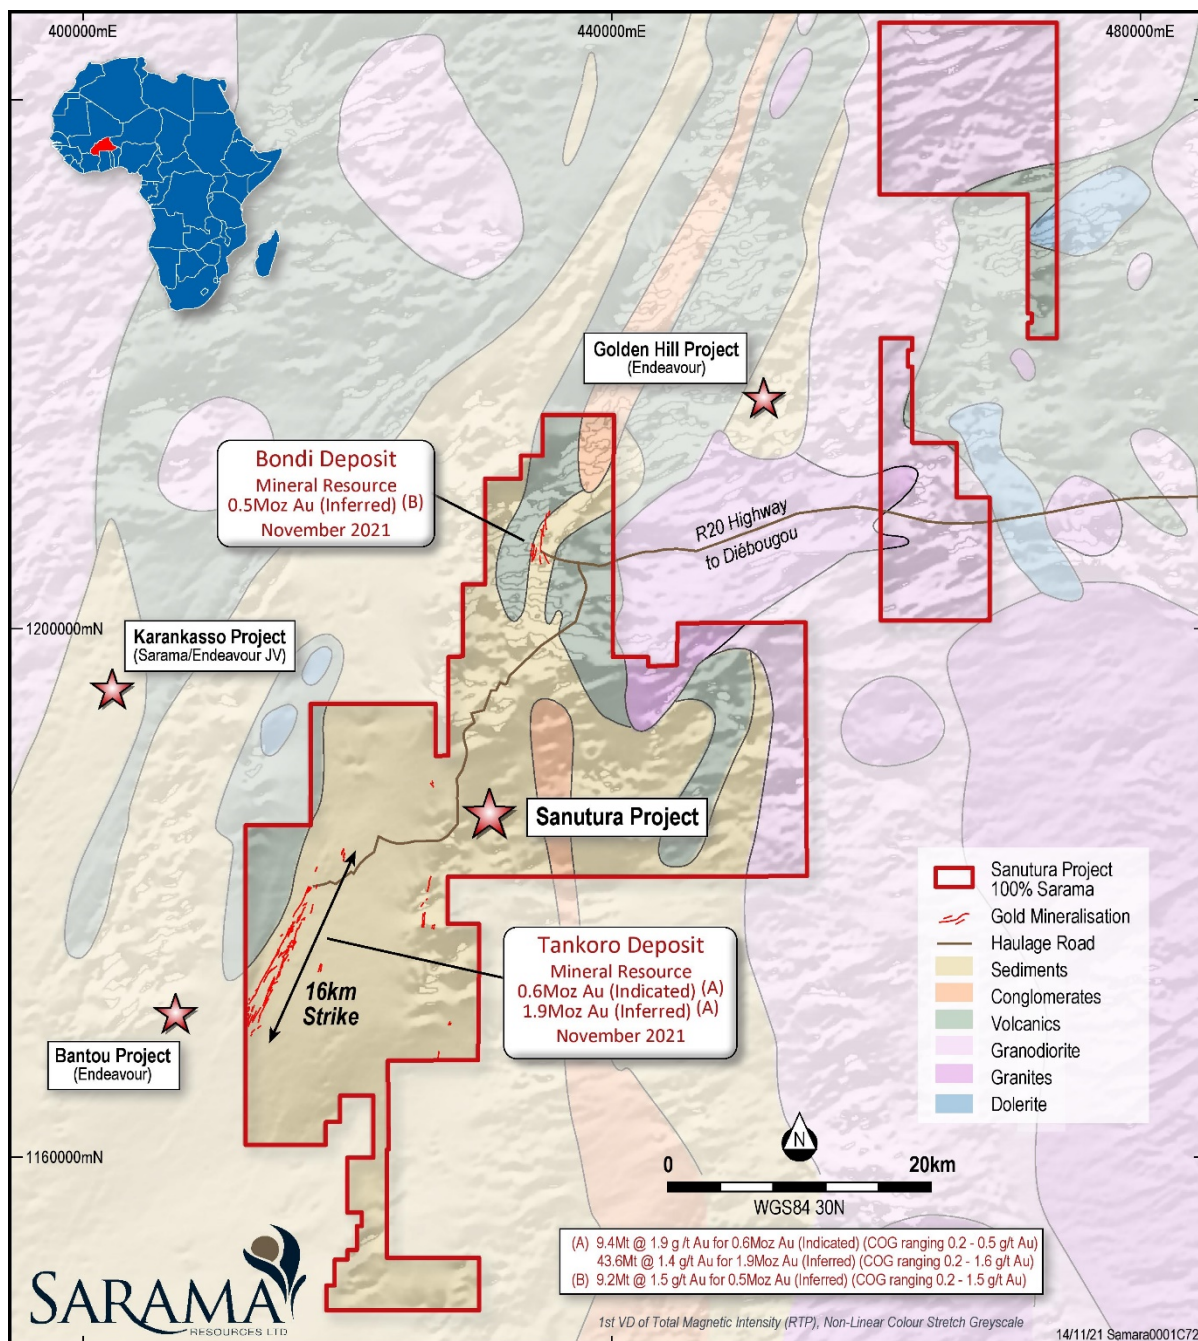 400000mE
440000mE
480000mE
Golden Hill Project
(Endeavour)
Bondi Deposit
Mineral Resource
0.5Moz Au (Inferred) (B)
November 2021
R20 Highway
to Diébougou
1200000mN
Karankasso Project
(Sarama/Endeavour JV)
Sanutura Project
Tankoro Deposit
Mineral Resource
0.6Moz Au (Indicated) (A)
1.9Moz Au (Inferred) (A)
November 2021
16km
Strike
Bantou Project
(Endeavour)
Sanutura Project
100% Sarama
Gold Mineralisation
Haulage Road
Sediments
Conglomerates
Volcanics
Granodiorite
Granites
Dolerite
1160000mN
N
0 20km
WGS84 30N
(A) 9.4Mt @ 1.9 g /t Au for 0.6Moz Au (Indicated) (COG ranging 0.2 - 0.5 g/t Au)
43.6Mt @ 1.4 g/t Au for 1.9Moz Au (Inferred) (COG ranging 0.2 - 1.6 g/t Au)
(B) 9.2Mt @ 1.5 g/t Au for 0.5Moz Au (Inferred) (COG ranging 0.2 - 1.5 g/t Au)
SARAMA
RESOURCES LTD
1st VD of Total Magnetic Intensity (RTP), Non-Linear Colour Stretch Greyscale
14/11/21 Samara0001C72